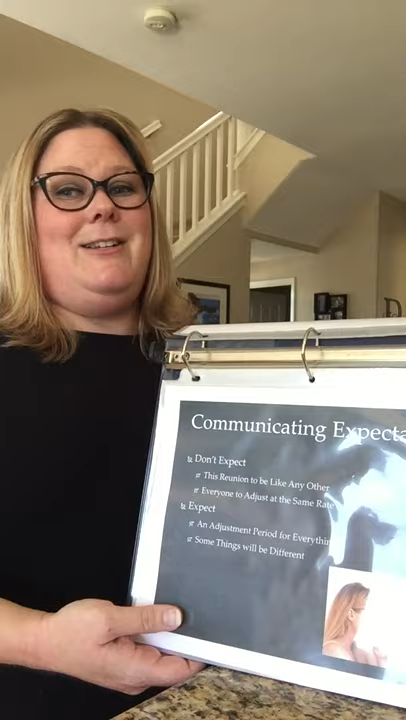 Communicating Expecta
Don't Expect
This Reunion to be Like Any Other
Everyone to Adjust at the Same Rate
Expect
An Adjustment Period for Everythin
Some Things will be Different